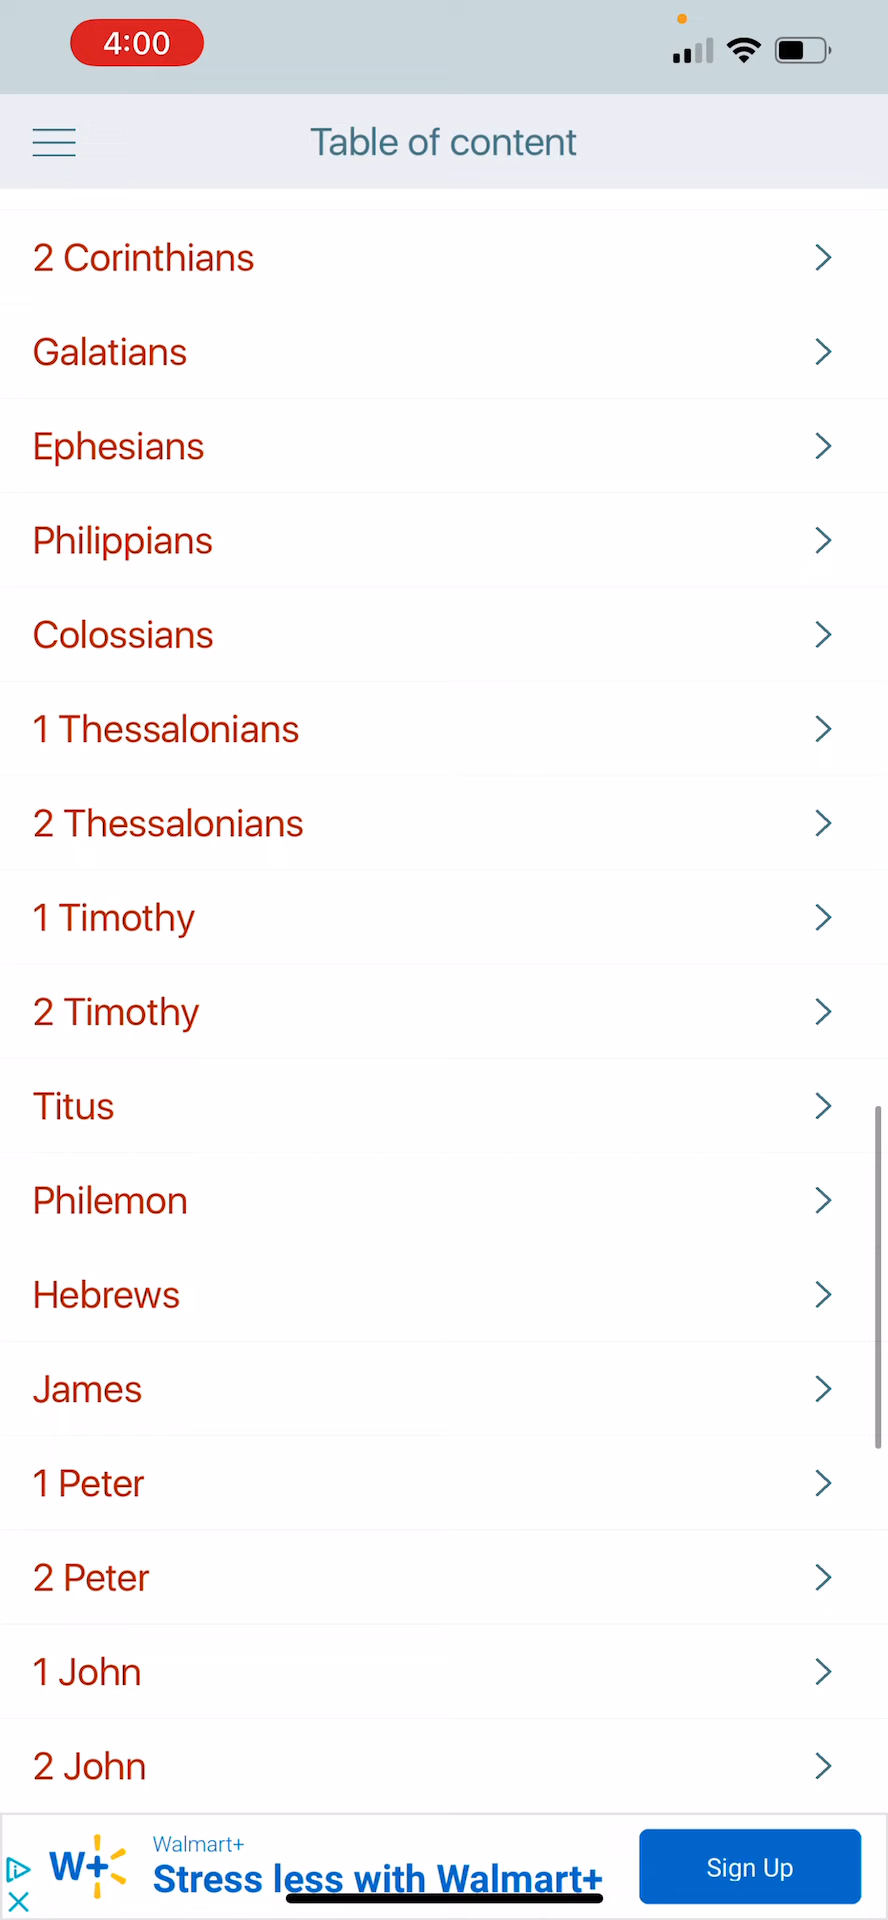 4:00
Table of content
2 Corinthians
Galatians
Ephesians
Philippians
Colossians
1 Thessalonians
2 Thessalonians
1 Timothy
2 Timothy
Titus
Philemon
Hebrews
James
1 Peter
2 Peter
1 John
2 John
W+
Walmart+
Stress less with Walmart+
Sign Up